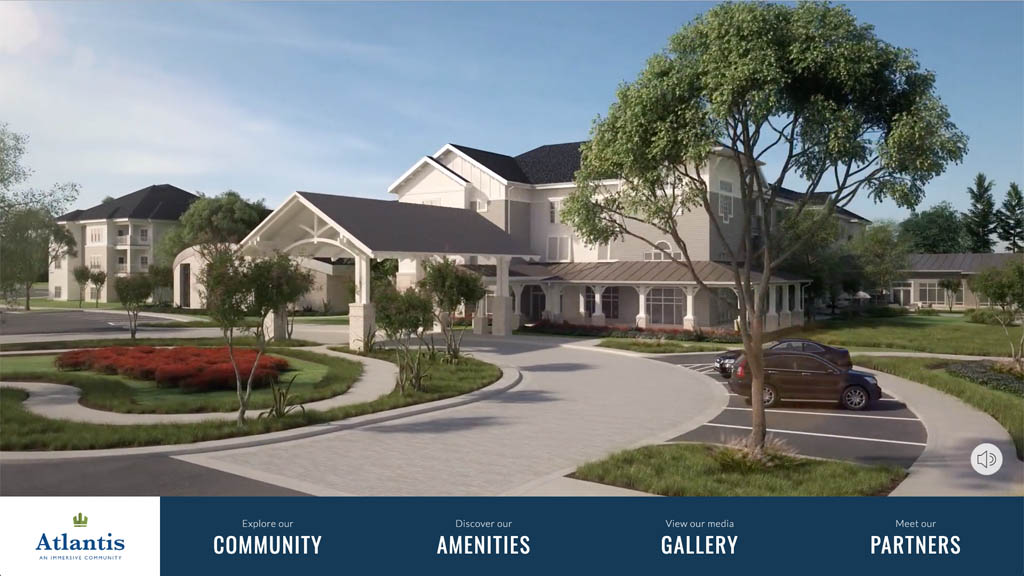 Atlantis
AN IMMERSIVE COMMUNITY
Explore our
COMMUNITY
Discover our
AMENITIES
View our media
GALLERY
Meet our
PARTNERS